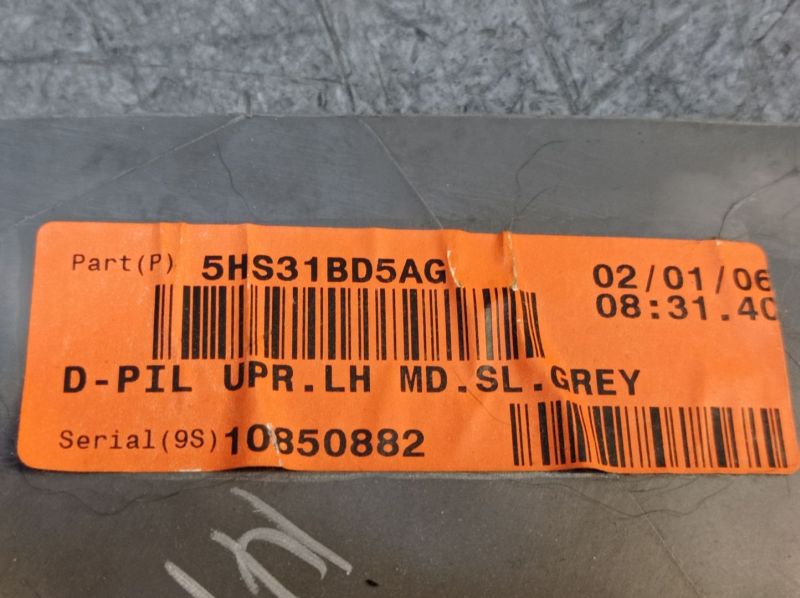 Part(P) 5HS31BD5AG
02/01/06
08:31.40
D-PIL UPR.LH MD.SL.GREY
Serial(9S) 10850882